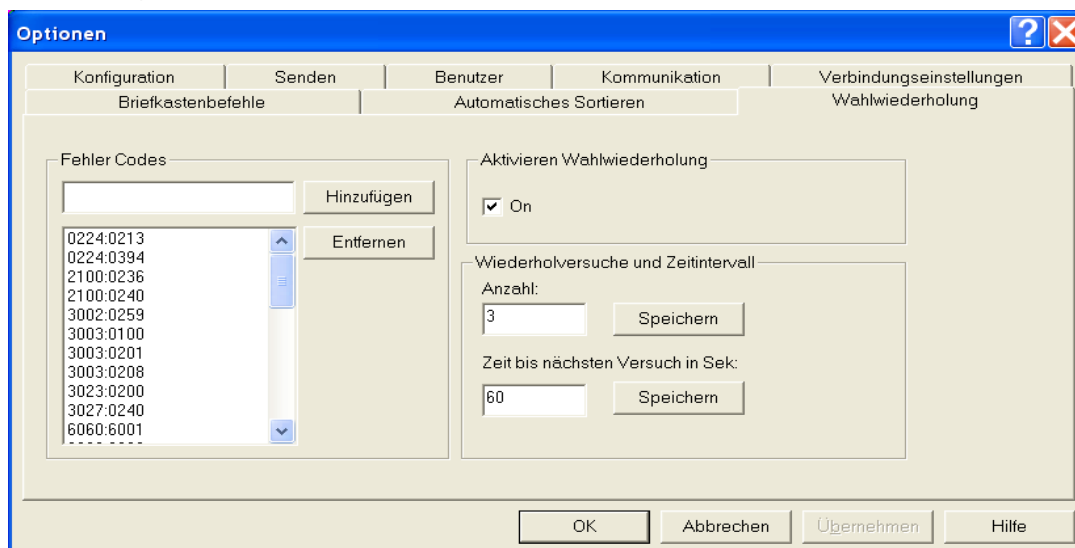 Optionen
Konfiguration Senden Benutzer Kommunikation Verbindungseinstellungen
Briefkastenbefehle Automatisches Sortieren Wahlwiederholung
Fehler Codes
Hinzufügen
0224:0213
0224:0394
2100:0236
2100:0240
3002:0259
3003:0100
3003:0201
3003:0208
3023:0200
3027:0240
6060:6001
Entfernen
Aktivieren Wahlwiederholung
On
Wiederholversuche und Zeitintervall
Anzahl:
3 Speichern
Zeit bis nächsten Versuch in Sek:
60 Speichern
OK Abbrechen Übernehmen Hilfe